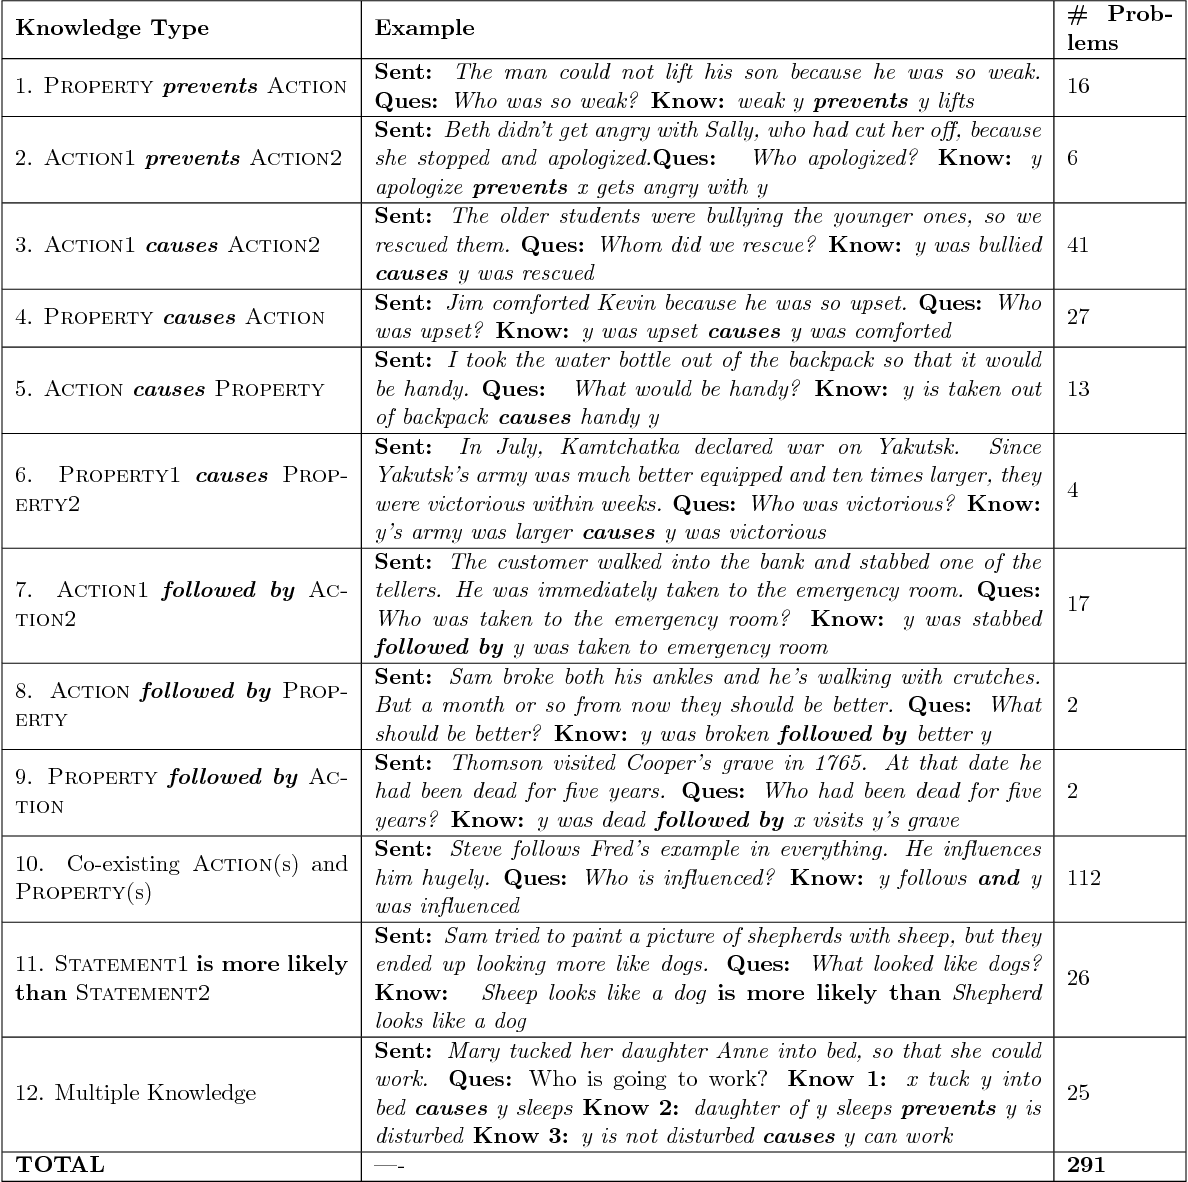 Knowledge Type Example # Prob-
lems
1. PROPERTY prevents ACTION Sent: The man could not lift his son because he was so weak.
Ques: Who was so weak? Know: weak y prevents y lifts 16
2. ACTION1 prevents ACTION2 Sent: Beth didn't get angry with Sally, who had cut her off, because
she stopped and apologized.Ques: Who apologized? Know: y 6
apologize prevents x gets angry with y
3. ACTION1 causes ACTION2 Sent: The older students were bullying the younger ones, so we
rescued them. Ques: Whom did we rescue? Know: y was bullied 41
causes y was rescued
4. PROPERTY causes ACTION Sent: Jim comforted Kevin because he was so upset. Ques: Who
was upset? Know: y was upset causes y was comforted 27
5. ACTION causes PROPERTY Sent: I took the water bottle out of the backpack so that it would
be handy. Ques: What would be handy? Know: y is taken out 13
of backpack causes handy y
6. PROPERTY1 causes PROP-
ERTY2 Sent: In July, Kamtchatka declared war on Yakutsk. Since
Yakutsk's army was much better equipped and ten times larger, they
were victorious within weeks. Ques: Who was victorious? Know: 4
y's army was larger causes y was victorious
7. ACTION1 followed by AC-
TION2 Sent: The customer walked into the bank and stabbed one of the
tellers. He was immediately taken to the emergency room. Ques:
Who was taken to the emergency room? Know: y was stabbed 17
followed by y was taken to emergency room
8. ACTION followed by PROP-
ERTY Sent: Sam broke both his ankles and he's walking with crutches.
But a month or so from now they should be better. Ques: What 2
should be better? Know: y was broken followed by better y
9. PROPERTY followed by AC-
TION Sent: Thomson visited Cooper's grave in 1765. At that date he
had been dead for five years. Ques: Who had been dead for five 2
years? Know: y was dead followed by x visits y's grave
10. Co-existing ACTION(s) and
PROPERTY(s) Sent: Steve follows Fred's example in everything. He influences
him hugely. Ques: Who is influenced? Know: y follows and y 112
was influenced
11. STATEMENT1 is more likely
than STATEMENT2 Sent: Sam tried to paint a picture of shepherds with sheep, but they
ended up looking more like dogs. Ques: What looked like dogs?
Know: Sheep looks like a dog is more likely than Shepherd 26
looks like a dog
12. Multiple Knowledge Sent: Mary tucked her daughter Anne into bed, so that she could
work. Ques: Who is going to work? Know 1: x tuck y into
bed causes y sleeps Know 2: daughter of y sleeps prevents y is 25
disturbed Know 3: y is not disturbed causes y can work
TOTAL —- 291